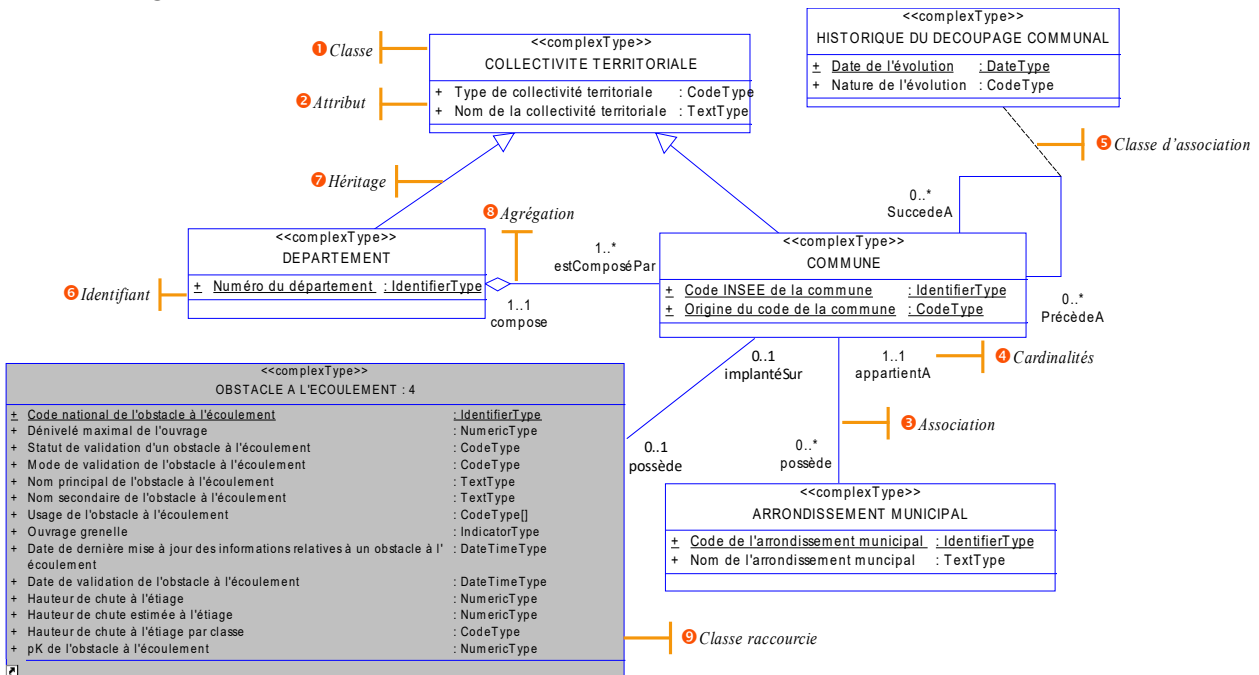 <<complexType>>
COLLECTIVITE TERRITORIALE
+ Type de collectivité territoriale : CodeType
+ Nom de la collectivité territoriale : TextType
<<complexType>>
HISTORIQUE DU DECOUPAGE COMMUNAL
+ Date de l'évolution : DateType
+ Nature de l'évolution : CodeType
❶ Classe
❷ Attribut
❺ Classe d'association
❼ Héritage
❽ Agrégation
0..*
SuccedeA
<<complexType>>
DEPARTEMENT
+ Numéro du département : IdentifierType
❻ Identifiant
1..*
estComposéPar
1..1
compose
<<complexType>>
COMMUNE
+ Code INSEE de la commune : IdentifierType
+ Origine du code de la commune : CodeType
0..*
PrécèdeA
0..1
implantéSur
1..1
appartientA
❹ Cardinalités
<<complexType>>
OBSTACLE A L'ECOULEMENT : 4
+ Code national de l'obstacle à l'écoulement : IdentifierType
+ Dénivelé maximal de l'ouvrage : NumericType
+ Statut de validation d'un obstacle à l'écoulement : CodeType
+ Mode de validation de l'obstacle à l'écoulement : CodeType
+ Nom principal de l'obstacle à l'écoulement : TextType
+ Nom secondaire de l'obstacle à l'écoulement : TextType
+ Usage de l'obstacle à l'écoulement : CodeType[]
+ Ouvrage grenelle : IndicatorType
+ Date de dernière mise à jour des informations relatives à un obstacle à l' : DateTimeType
écoulement
+ Date de validation de l'obstacle à l'écoulement : DateTimeType
+ Hauteur de chute à l'étiage : NumericType
+ Hauteur de chute estimée à l'étiage : NumericType
+ Hauteur de chute à l'étiage par classe : CodeType
+ pK de l'obstacle à l'écoulement : NumericType
0..1
possède
❸ Association
0..*
possède
<<complexType>>
ARRONDISSEMENT MUNICIPAL
+ Code de l'arrondissement municipal : IdentifierType
+ Nom de l'arrondissement muncipal : TextType
❾ Classe raccourcie